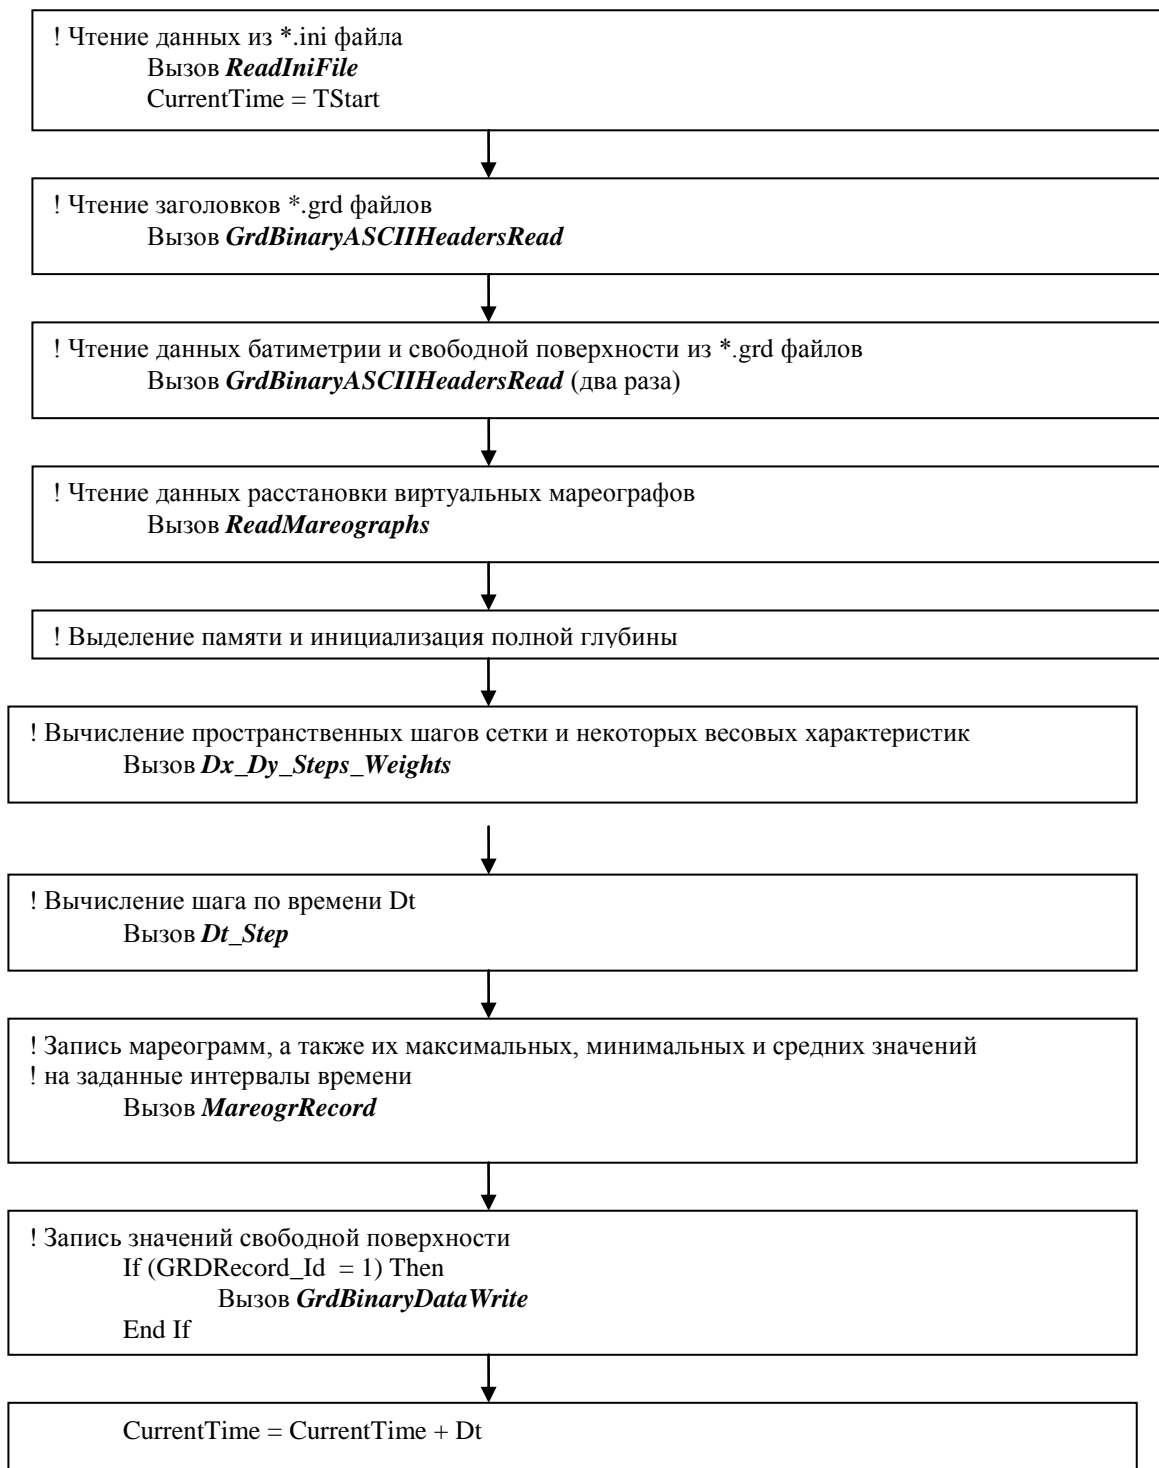 ! Чтение данных из *.ini файла
Вызов ReadIniFile
CurrentTime = TStart
! Чтение заголовков *.grd файлов
Вызов GrdBinaryASCIIHeadersRead
! Чтение данных батиметрии и свободной поверхности из *.grd файлов
Вызов GrdBinaryASCIIHeadersRead (два раза)
! Чтение данных расстановки виртуальных мареографов
Вызов ReadMareographs
! Выделение памяти и инициализация полной глубины
! Вычисление пространственных шагов сетки и некоторых весовых характеристик
Вызов Dx_Dy_Steps_Weights
! Вычисление шага по времени Dt
Вызов Dt_Step
! Запись мареограмм, а также их максимальных, минимальных и средних значений
! на заданные интервалы времени
Вызов MareogrRecord
! Запись значений свободной поверхности
If (GRDRecord_Id = 1) Then
Вызов GrdBinaryDataWrite
End If
CurrentTime = CurrentTime + Dt